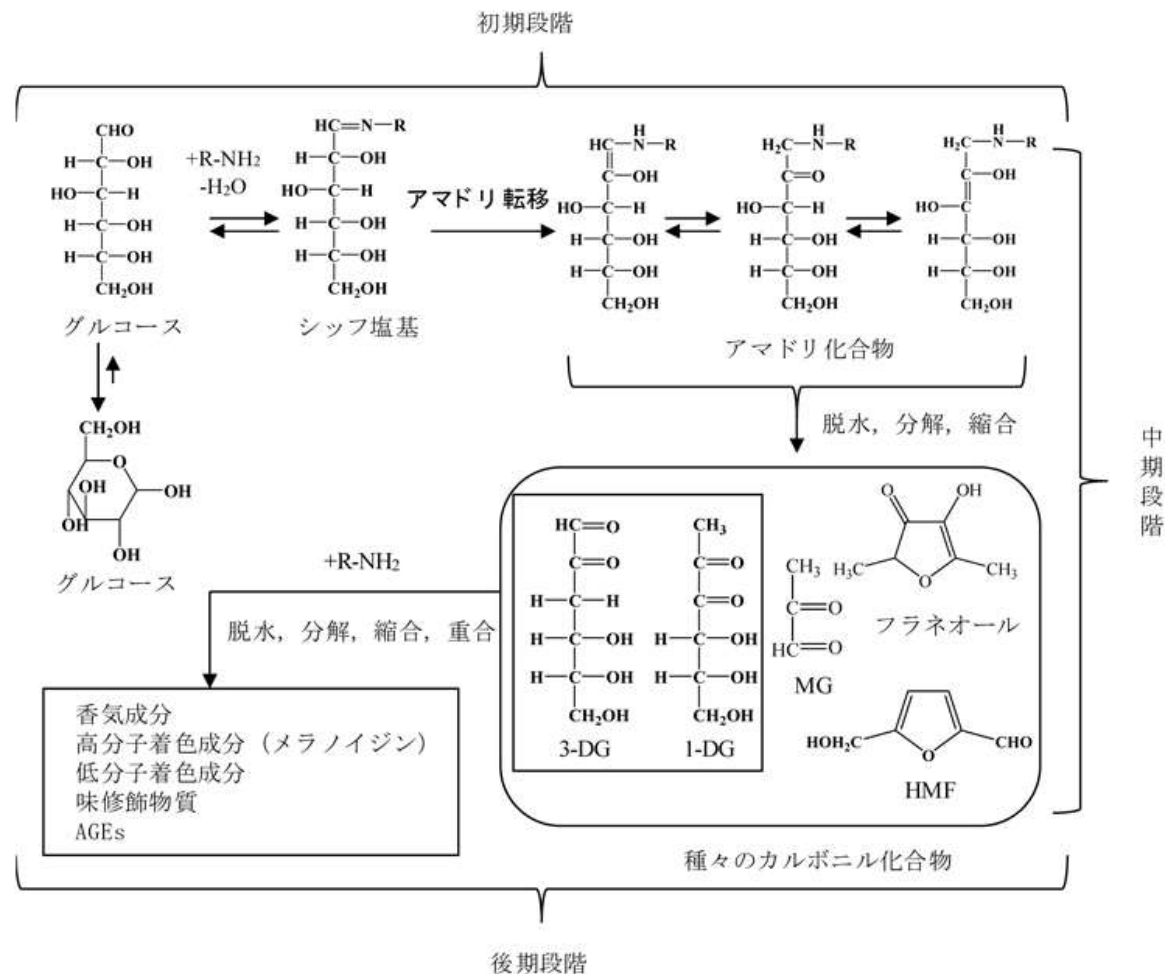 初期段階
CHO
H—C—OH
HO—C—H
H—C—OH
H—C—OH
CH₂OH
グルコース
+R-NH₂
-H₂O
HC=N—R
H—C—OH
HO—C—H
H—C—OH
H—C—OH
CH₂OH
シッフ塩基
アマドリ転移
HC—N—R
H
C—OH
HO—C—H
H—C—OH
H—C—OH
CH₂OH
H₂C—N—R
H
C=O
HO—C—H
H—C—OH
H—C—OH
CH₂OH
H₂C—N—R
H
C—OH
HO—C
H—C—OH
H—C—OH
CH₂OH
アマドリ化合物
脱水，分解，縮合
中期段階
CH₂OH
O
OH
OH
OH
OH
グルコース
+R-NH₂
脱水，分解，縮合，重合
HC=O
C=O
H—C—H
H—C—OH
H—C—OH
CH₂OH
3-DG
CH₃
C=O
C=O
H—C—OH
H—C—OH
CH₂OH
1-DG
CH₃
C=O
HC=O
MG
O
OH
H₃C
O
CH₃
フラネオール
HOH₂C
O
CHO
HMF
種々のカルボニル化合物
香気成分
高分子着色成分（メラノイジン）
低分子着色成分
味修飾物質
AGEs
後期段階